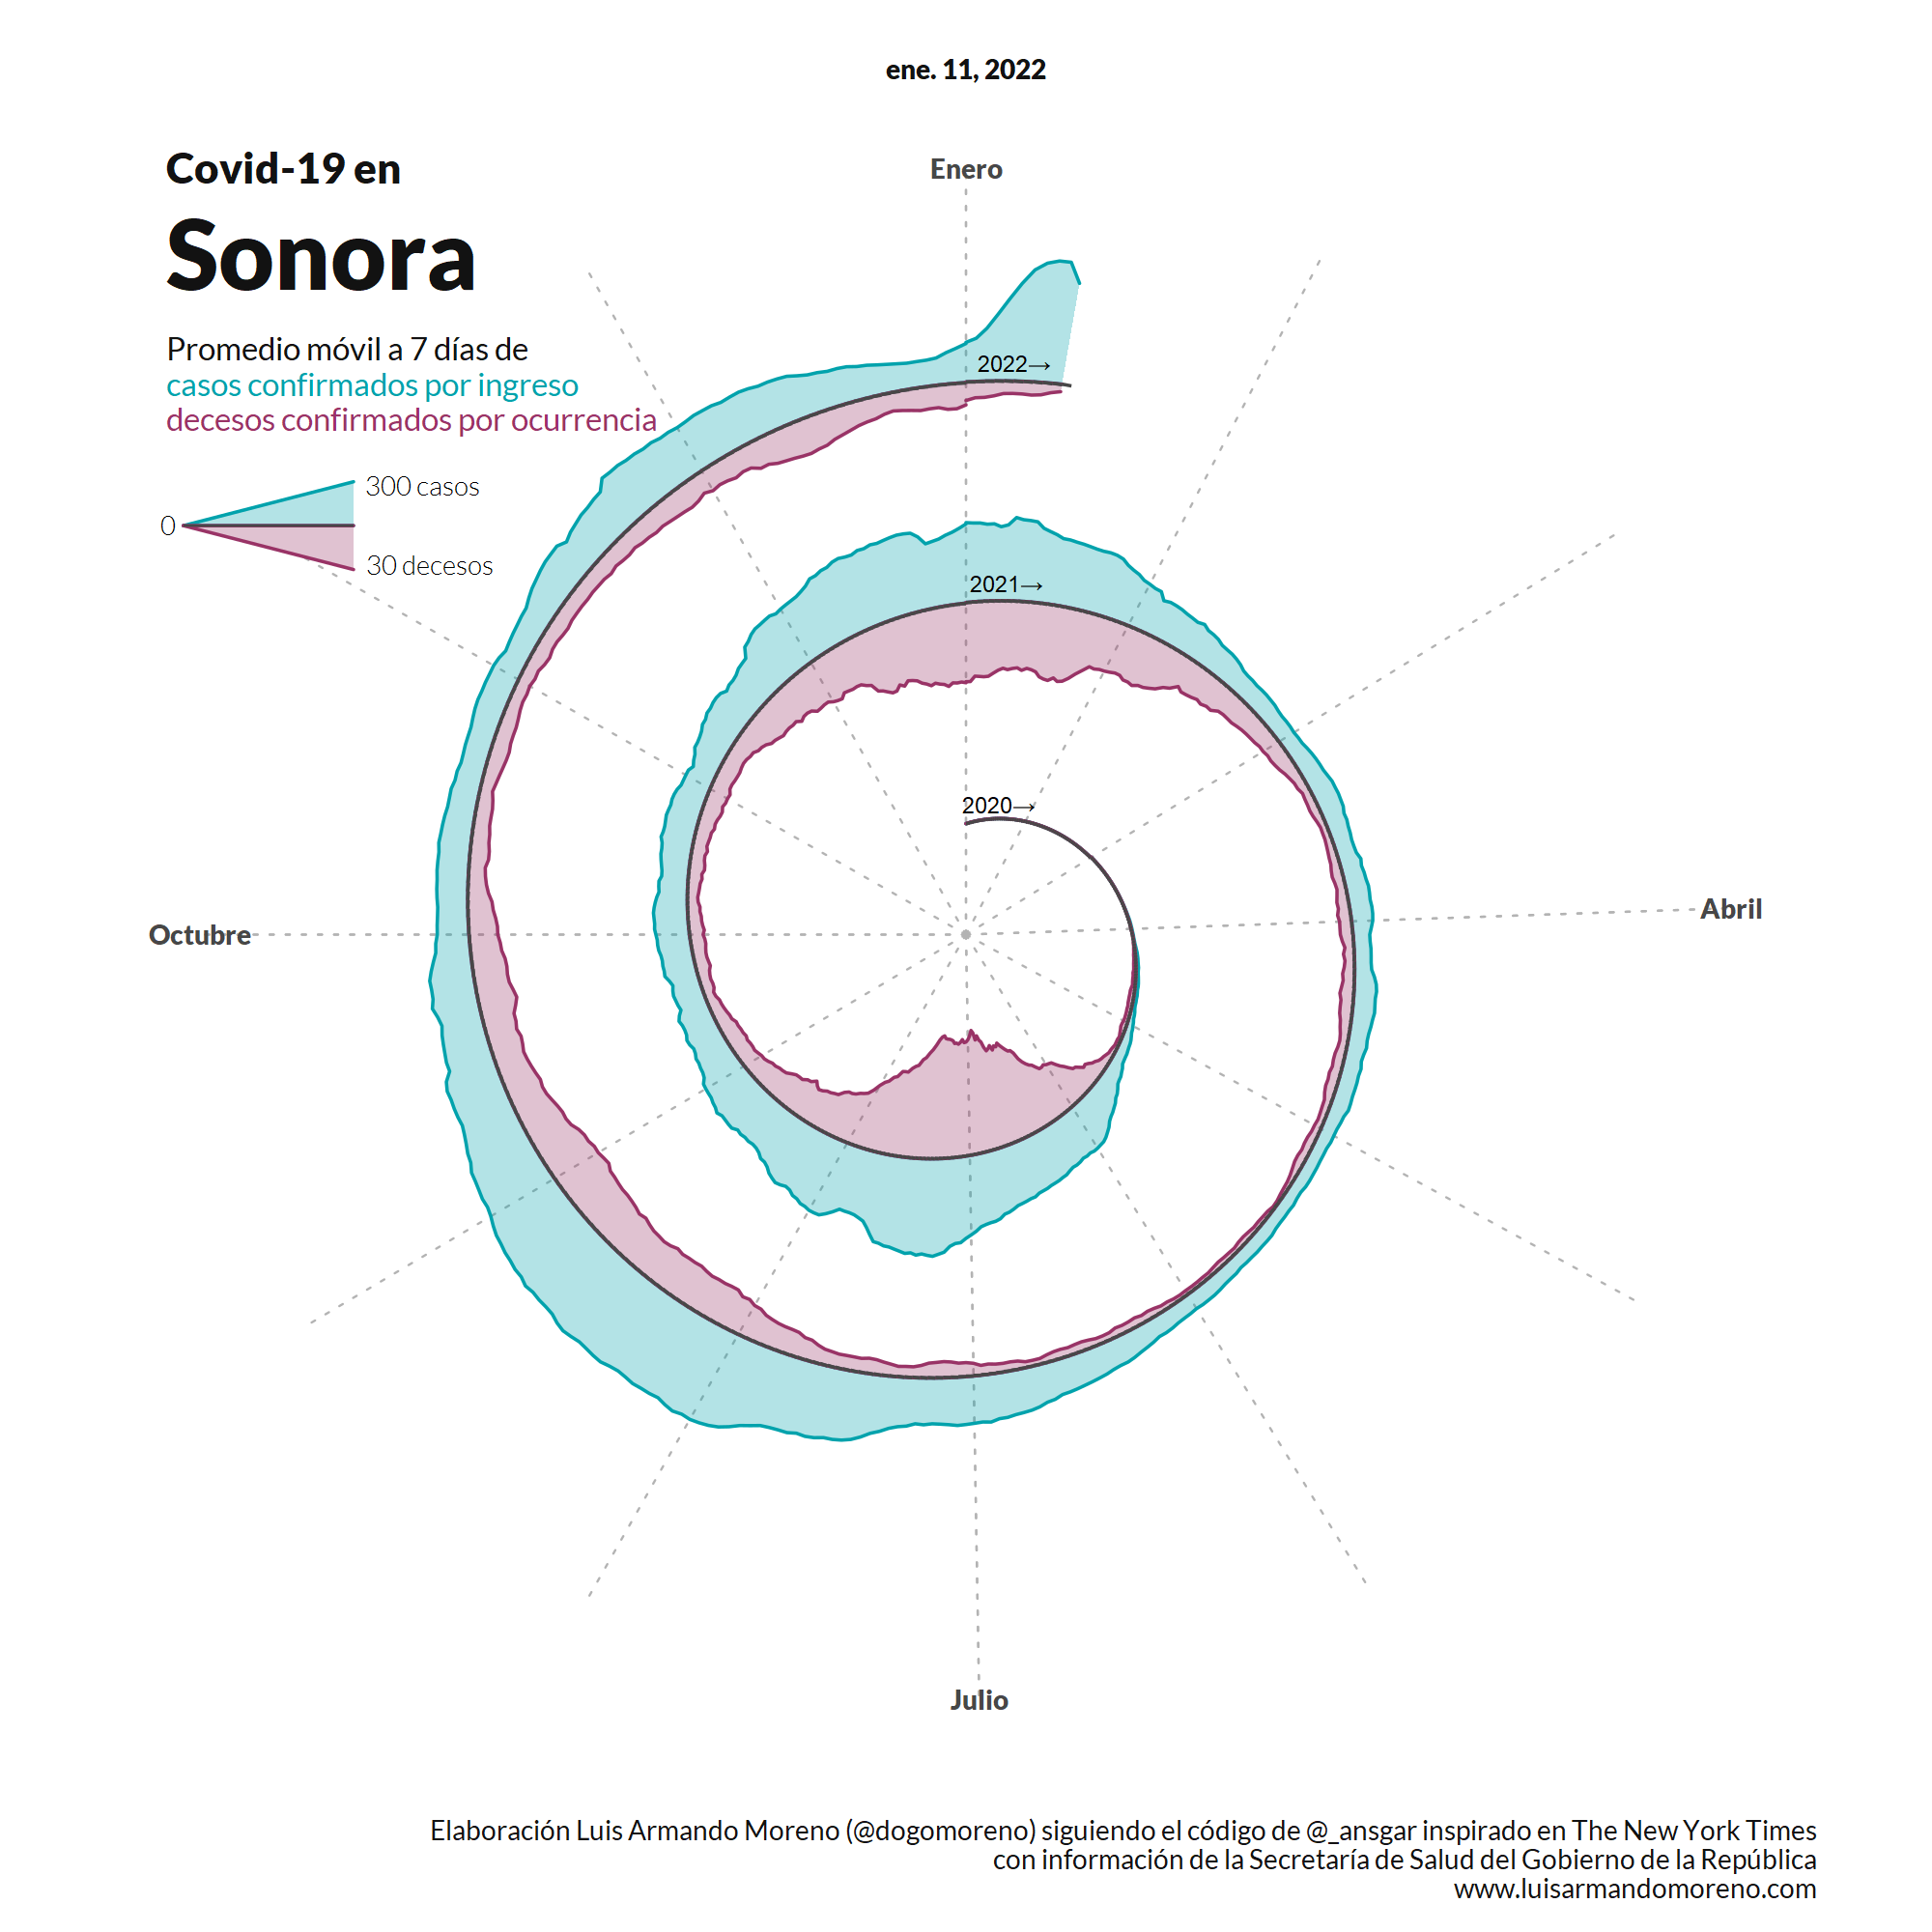 ene. 11, 2022
Covid-19 en
Sonora
Promedio móvil a 7 días de
casos confirmados por ingreso
decesos confirmados por ocurrencia
300 casos
0
30 decesos
Enero
2022→
2021→
2020→
Abril
Octubre
Julio
Elaboración Luis Armando Moreno (@dogomoreno) siguiendo el código de @_ansgar inspirado en The New York Times
con información de la Secretaría de Salud del Gobierno de la República
www.luisarmandomoreno.com